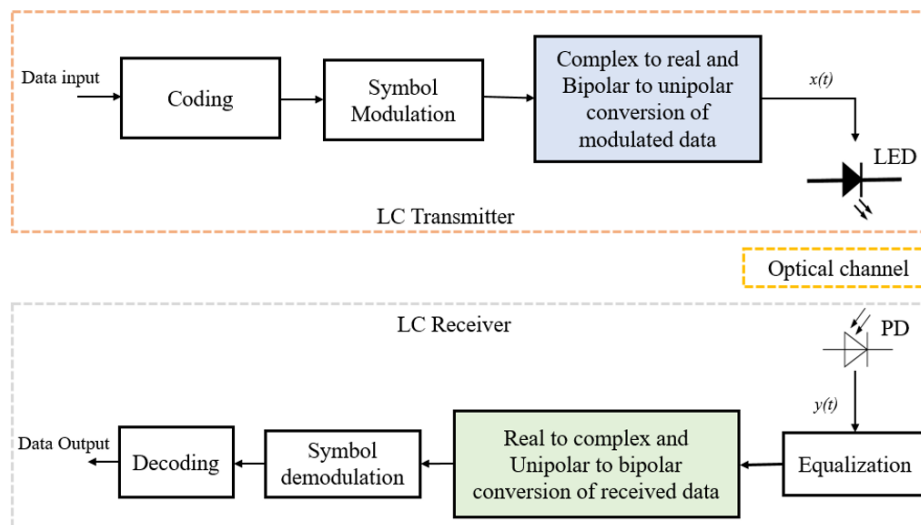 Data input
Coding
Symbol
Modulation
Complex to real and
Bipolar to unipolar
conversion of
modulated data
x(t)
LED
LC Transmitter
Optical channel
LC Receiver
PD
y(t)
Data Output
Decoding
Symbol
demodulation
Real to complex and
Unipolar to bipolar
conversion of received data
Equalization